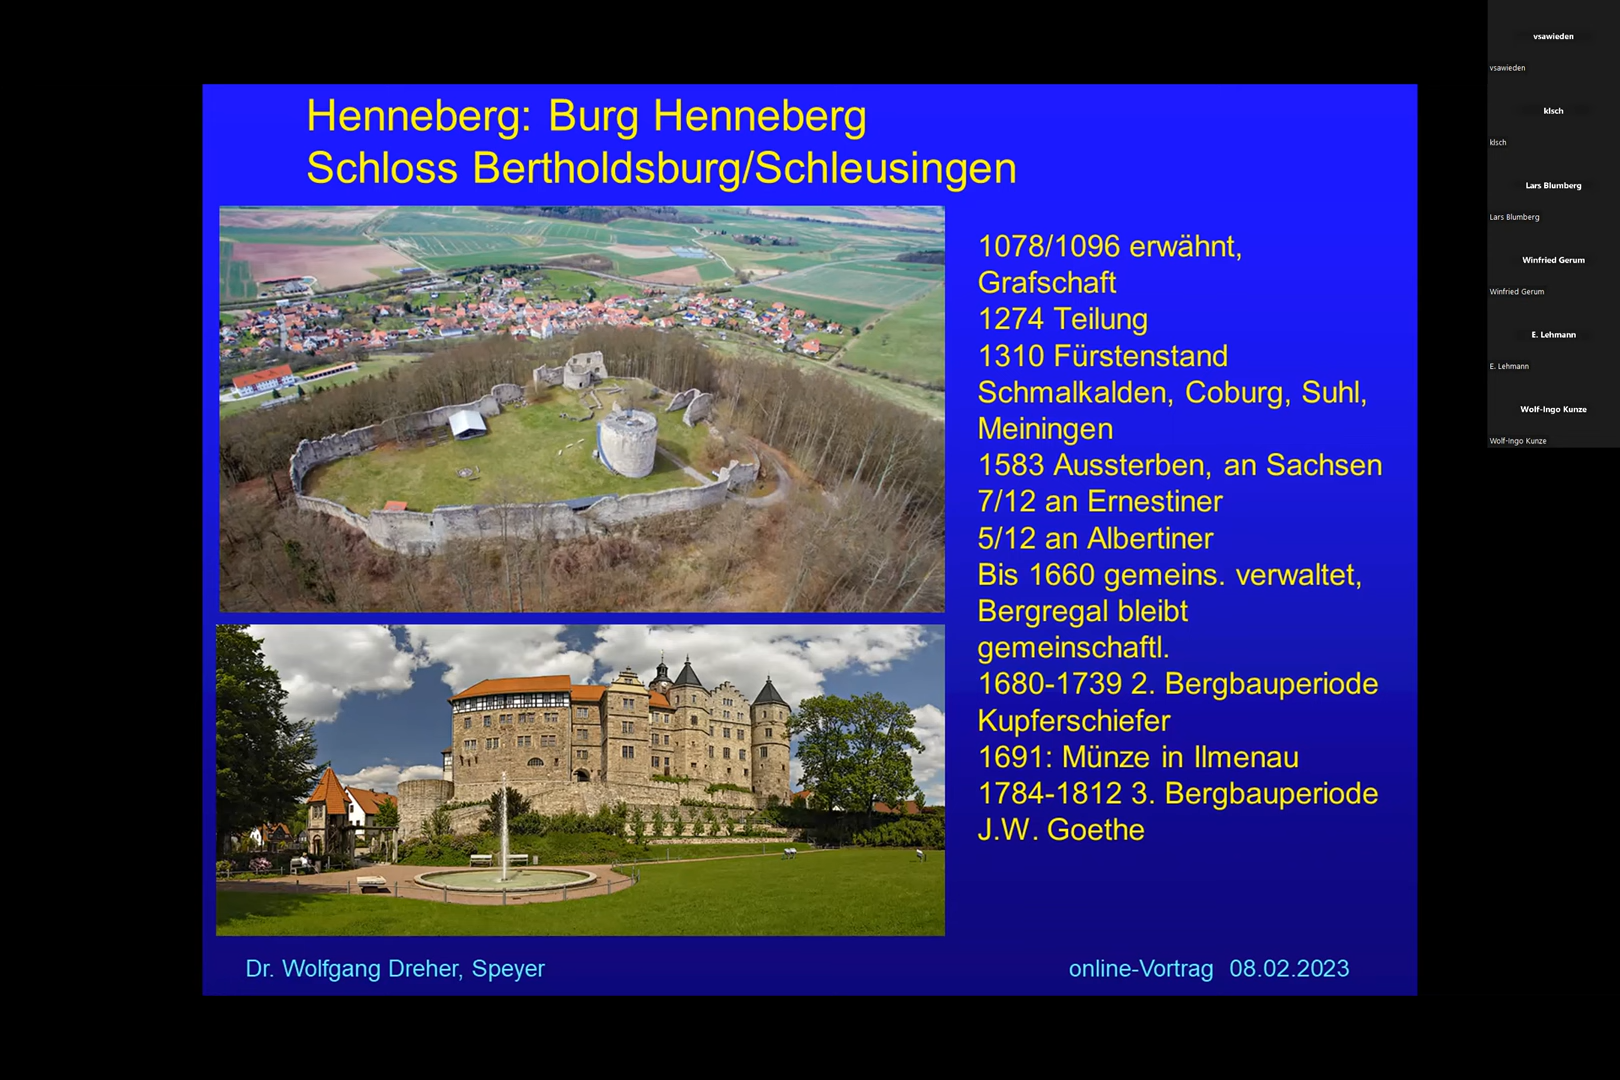 Henneberg: Burg Henneberg
Schloss Bertholdsburg/Schleusingen
1078/1096 erwähnt,
Grafschaft
1274 Teilung
1310 Fürstenstand
Schmalkalden, Coburg, Suhl,
Meiningen
1583 Aussterben, an Sachsen
7/12 an Ernestiner
5/12 an Albertiner
Bis 1660 gemeins. verwaltet,
Bergregal bleibt
gemeinschaftl.
1680-1739 2. Bergbauperiode
Kupferschiefer
1691: Münze in Ilmenau
1784-1812 3. Bergbauperiode
J.W. Goethe
Dr. Wolfgang Dreher, Speyer
online-Vortrag 08.02.2023
vsawieden
vsawieden
klsch
klsch
Lars Blumberg
Lars Blumberg
Winfried Gerum
Winfried Gerum
E. Lehmann
E. Lehmann
Wolf-Ingo Kunze
Wolf-Ingo Kunze